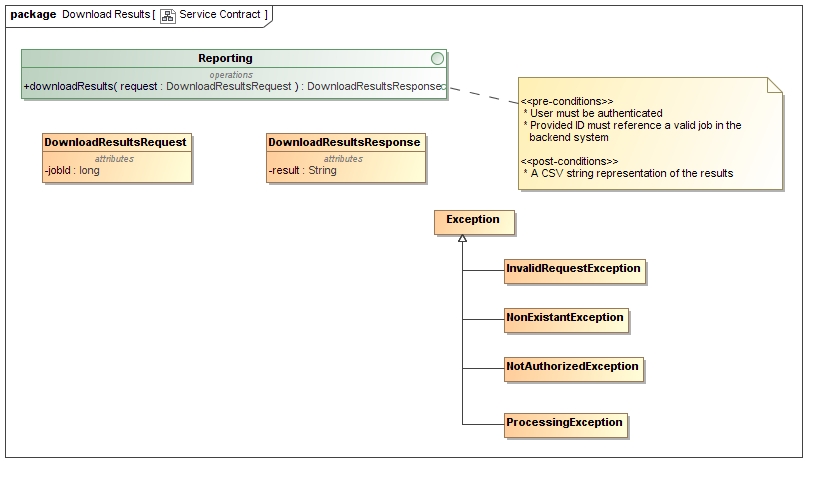 package Download Results [ Service Contract ]
Reporting
operations
+downloadResults( request : DownloadResultsRequest ) : DownloadResultsResponse
<<pre-conditions>>
* User must be authenticated
* Provided ID must reference a valid job in the
backend system
<<post-conditions>>
* A CSV string representation of the results
DownloadResultsRequest
attributes
-jobId : long
DownloadResultsResponse
attributes
-result : String
Exception
InvalidRequestException
NonExistantException
NotAuthorizedException
ProcessingException